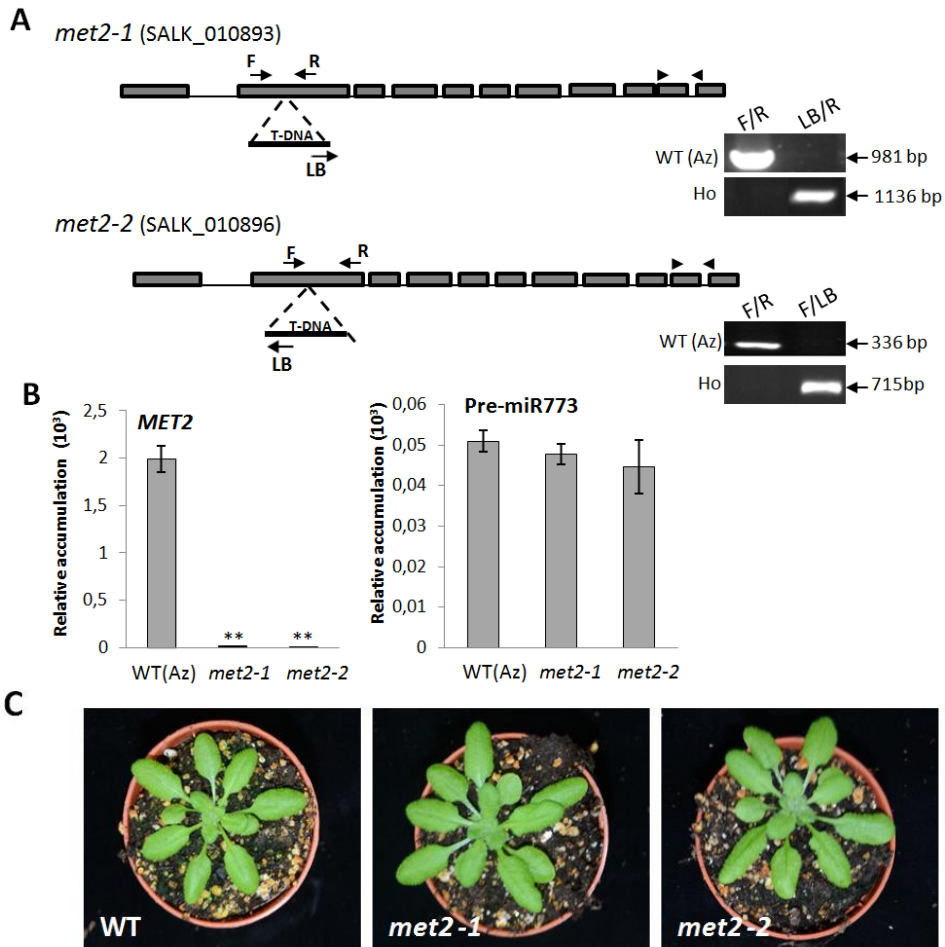 A
met2-1 (SALK_010893)
F R
T-DNA
LB
F/R LB/R
WT (Az) 981 bp
Ho 1136 bp
met2-2 (SALK_010896)
F R
T-DNA
LB
F/R F/LB
WT (Az) 336 bp
Ho 715bp
B
MET2
Relative accumulation (10³)
2,5
2
1,5
1
0,5
0
** **
WT(Az) met2-1 met2-2
Pre-miR773
Relative accumulation (10³)
0,06
0,05
0,04
0,03
0,02
0,01
0
WT(Az) met2-1 met2-2
C
WT met2-1 met2-2